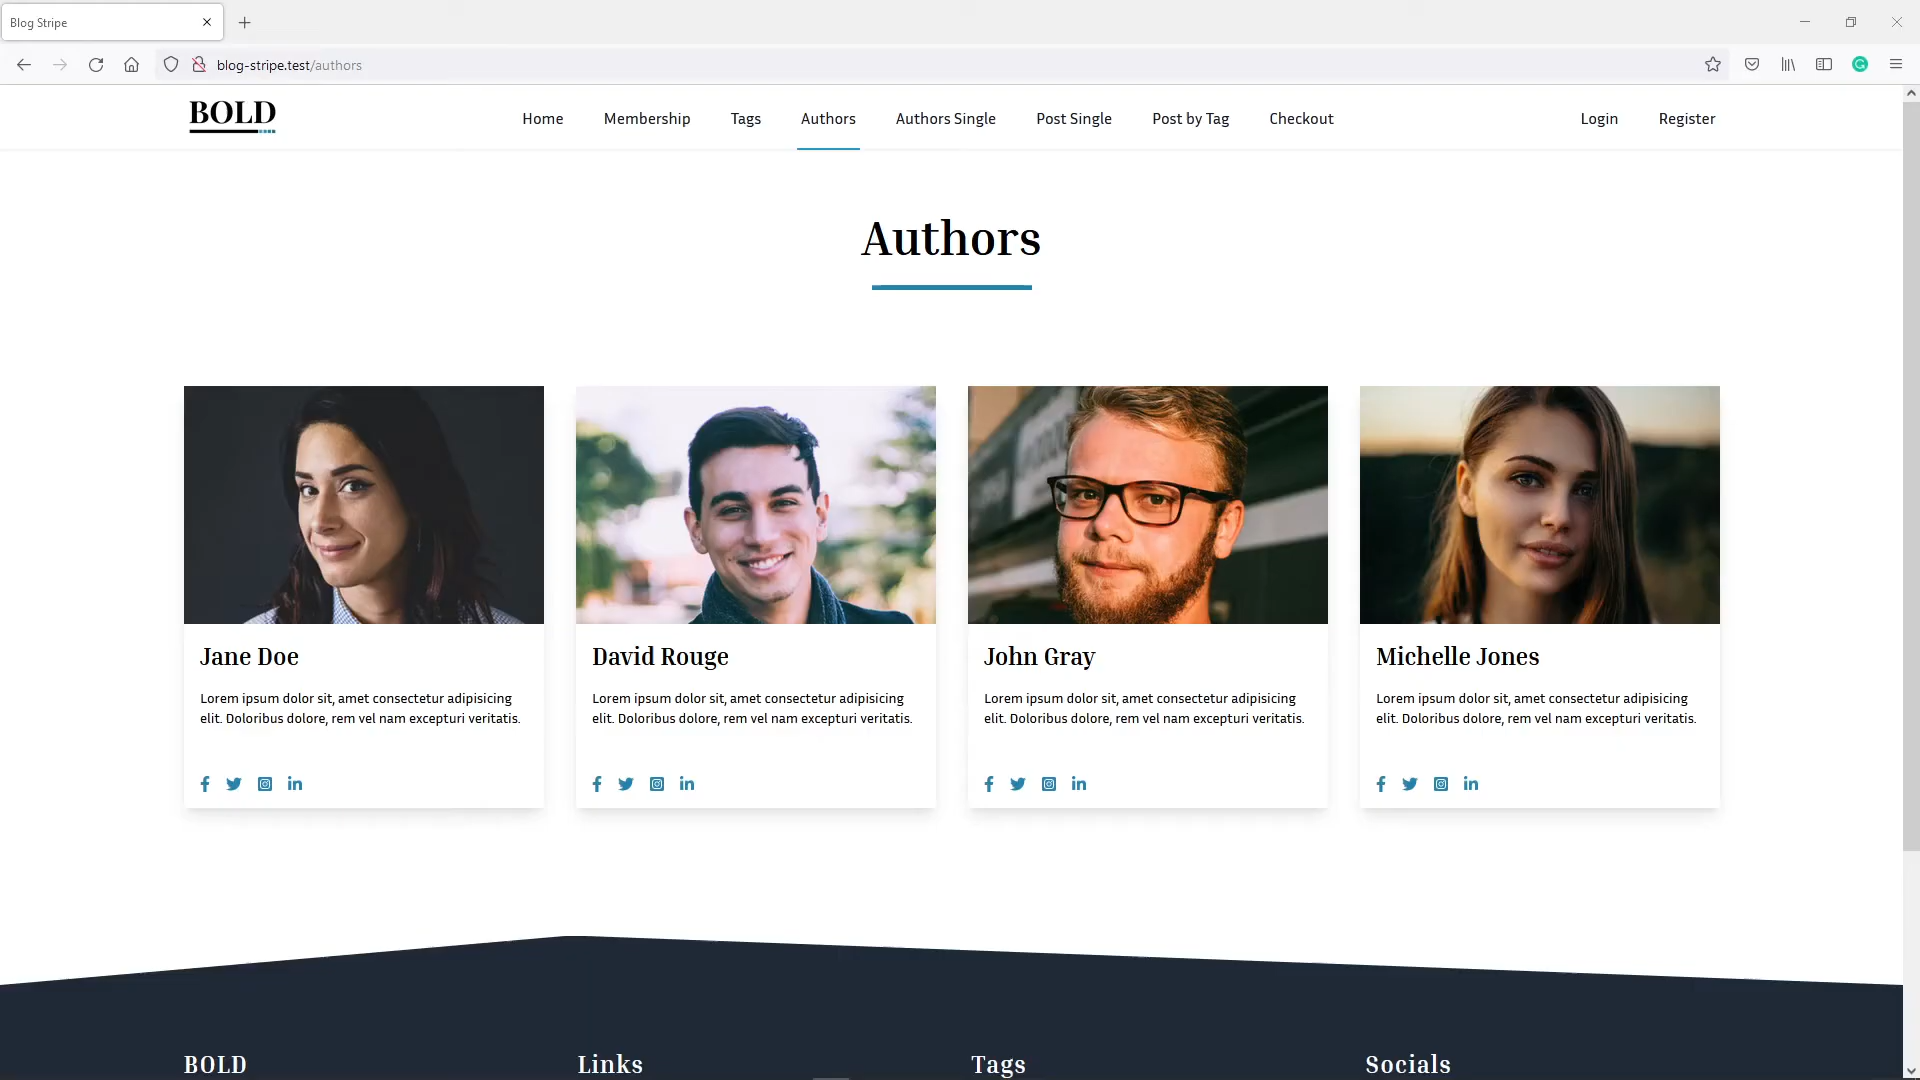 Blog Stripe
blog-stripe.test/authors
BOLD
Home
Membership
Tags
Authors
Authors Single
Post Single
Post by Tag
Checkout
Login
Register
Authors
Jane Doe
Lorem ipsum dolor sit, amet consectetur adipisicing
elit. Doloribus dolore, rem vel nam excepturi veritatis.
David Rouge
Lorem ipsum dolor sit, amet consectetur adipisicing
elit. Doloribus dolore, rem vel nam excepturi veritatis.
John Gray
Lorem ipsum dolor sit, amet consectetur adipisicing
elit. Doloribus dolore, rem vel nam excepturi veritatis.
Michelle Jones
Lorem ipsum dolor sit, amet consectetur adipisicing
elit. Doloribus dolore, rem vel nam excepturi veritatis.
BOLD
Links
Tags
Socials